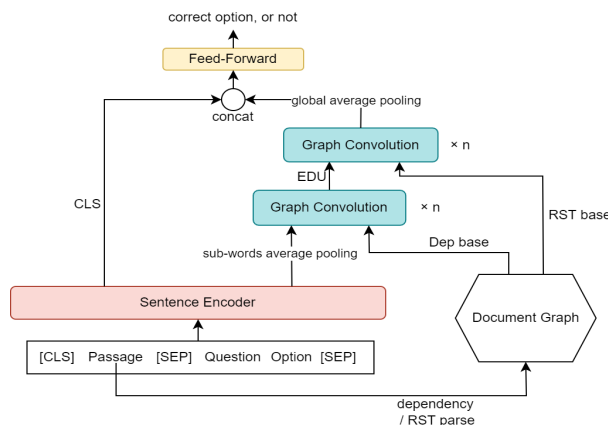 correct option, or not
Feed-Forward
concat
global average pooling
Graph Convolution × n
EDU
CLS
Graph Convolution × n
RST base
Dep base
sub-words average pooling
Sentence Encoder
Document Graph
[CLS] Passage [SEP] Question Option [SEP]
dependency
/ RST parse